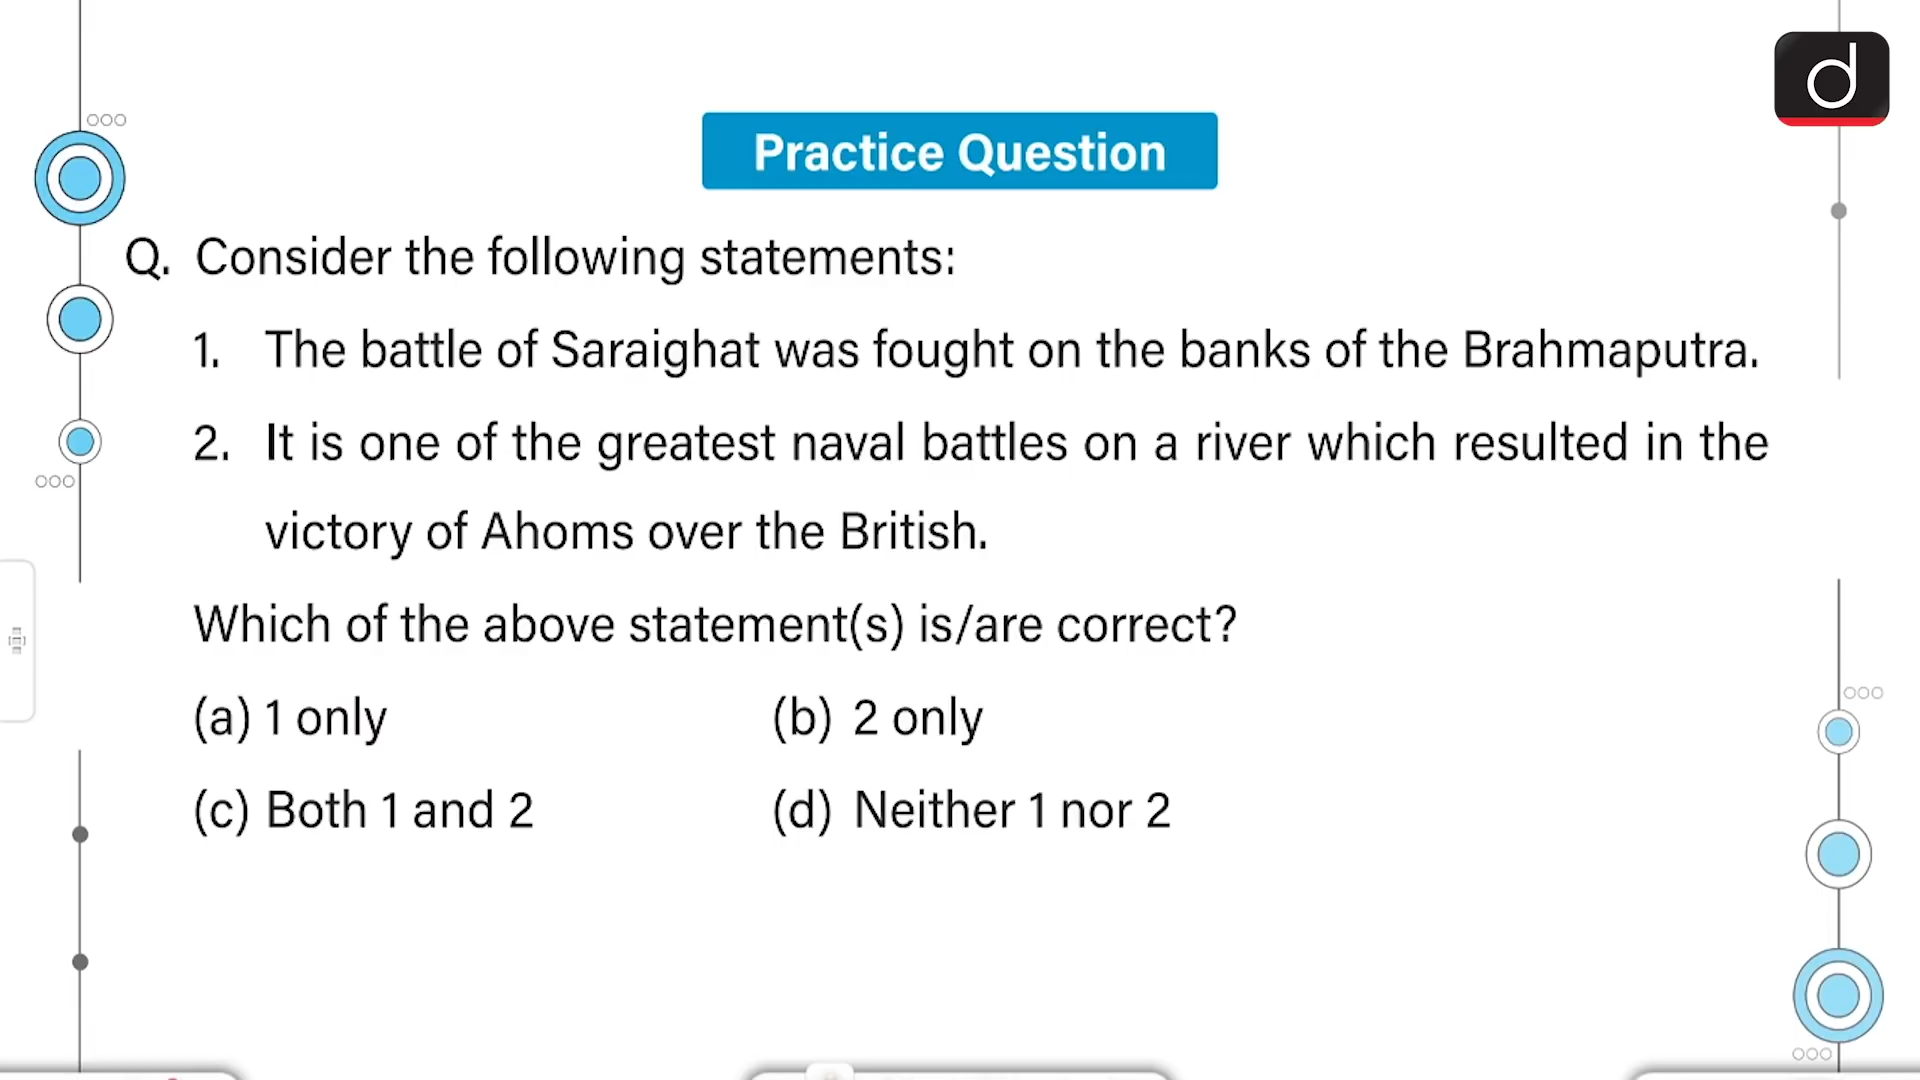 d
Practice Question
Q. Consider the following statements:
1. The battle of Saraighat was fought on the banks of the Brahmaputra.
2. It is one of the greatest naval battles on a river which resulted in the
victory of Ahoms over the British.
Which of the above statement(s) is/are correct?
(a) 1 only (b) 2 only
(c) Both 1 and 2 (d) Neither 1 nor 2